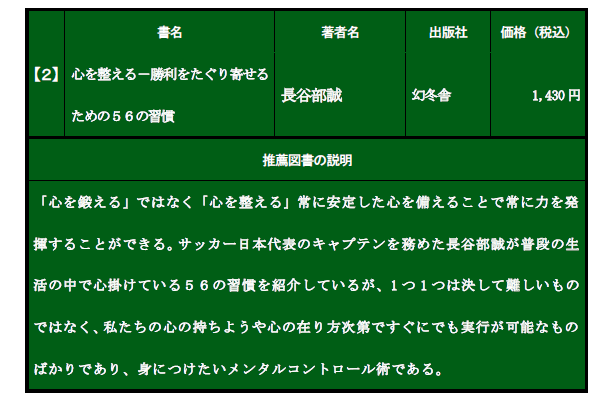 書名 著者名 出版社 価格（税込）
【２】 心を整える－勝利をたぐり寄せる
ための５６の習慣 長谷部誠 幻冬舎 1,430円
推薦図書の説明
「心を鍛える」ではなく「心を整える」常に安定した心を備えることで常に力を発
揮することができる。サッカー日本代表のキャプテンを務めた長谷部誠が普段の生
活の中で心掛けている５６の習慣を紹介しているが、１つ１つは決して難しいもの
ではなく、私たちの心の持ちようや心の在り方次第ですぐにでも実行が可能なもの
ばかりであり、身につけたいメンタルコントロール術である。